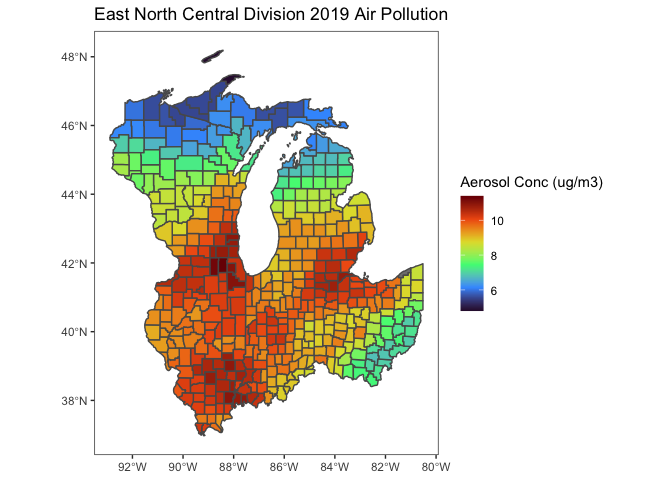 East North Central Division 2019 Air Pollution
48°N
46°N
44°N
42°N
40°N
38°N
92°W 90°W 88°W 86°W 84°W 82°W 80°W
Aerosol Conc (ug/m3)
10
8
6